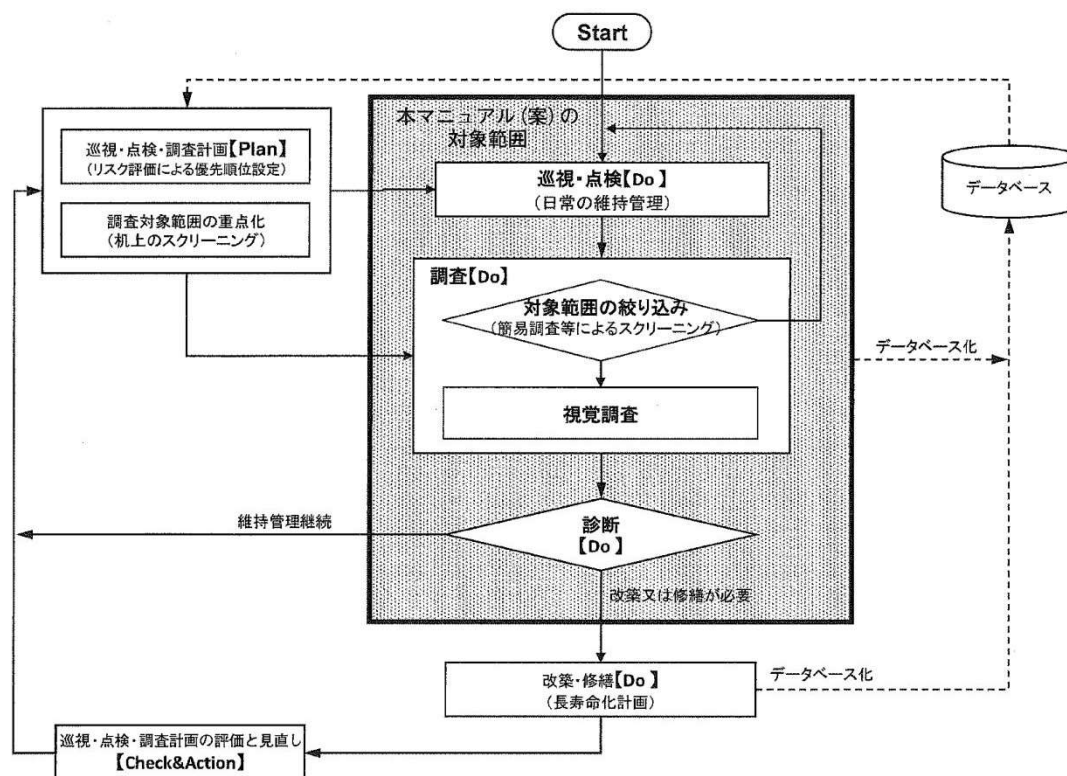 Start
本マニュアル(案)の
対象範囲
巡視・点検・調査計画【Plan】
(リスク評価による優先順位設定)
調査対象範囲の重点化
(机上のスクリーニング)
巡視・点検【Do】
(日常の維持管理)
データベース
調査【Do】
対象範囲の絞り込み
(簡易調査等によるスクリーニング)
データベース化
視覚調査
維持管理継続
診断
【Do】
改築又は修繕が必要
改築・修繕【Do】
(長寿命化計画)
データベース化
巡視・点検・調査計画の評価と見直し
【Check&Action】